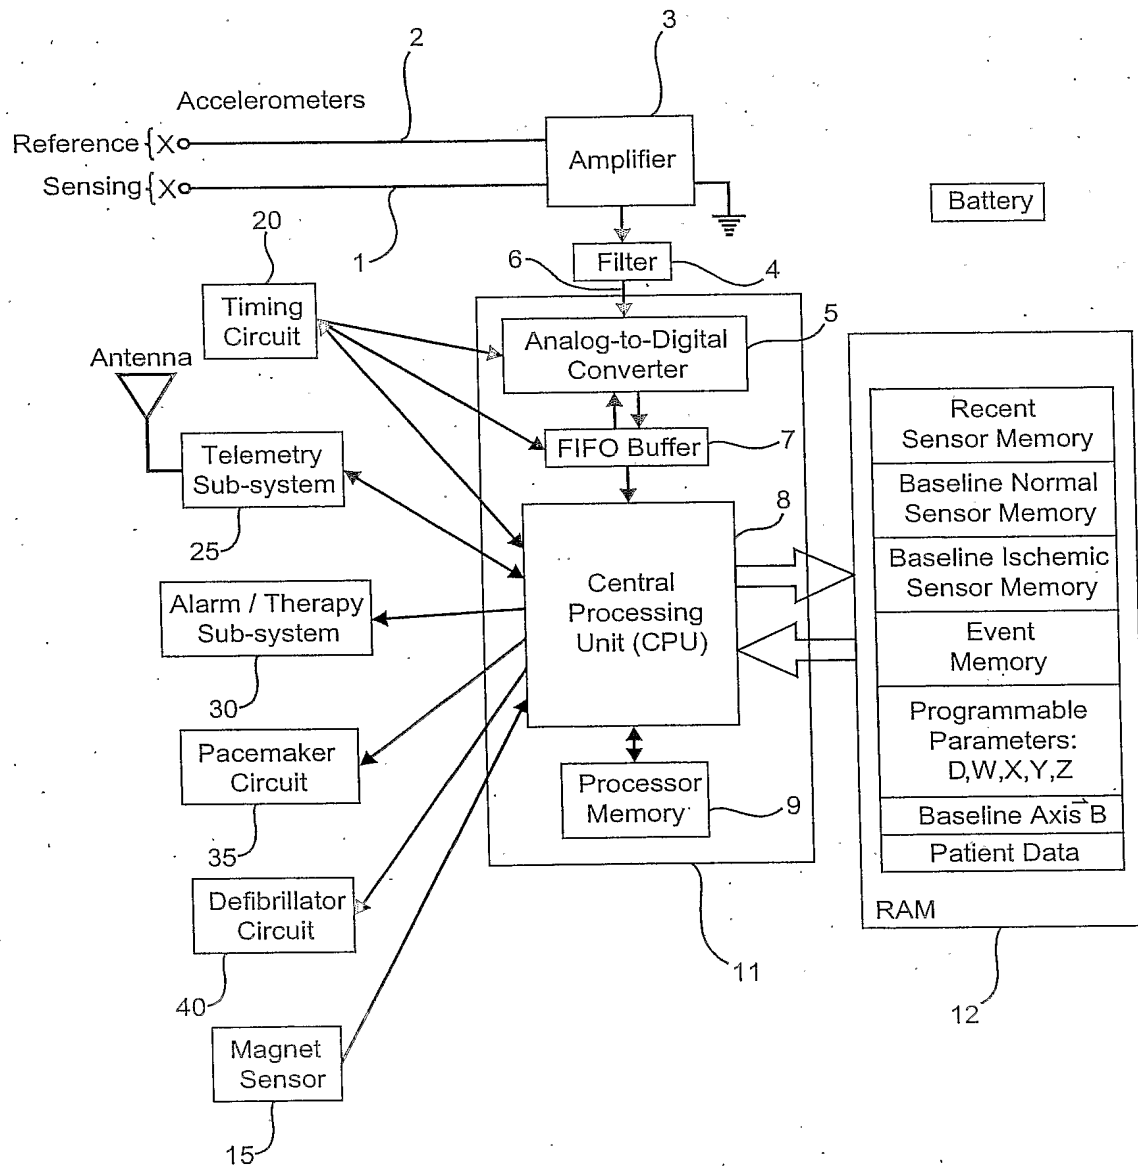 3
2
Accelerometers
Reference {X
Amplifier
Sensing {X
Battery
20
1
6
Filter
4
5
Timing
Circuit
Analog-to-Digital
Converter
Antenna
Recent
Sensor Memory
FIFO Buffer
7
Telemetry
Sub-system
Baseline Normal
Sensor Memory
8
25
Baseline Ischemic
Sensor Memory
Central
Processing
Unit (CPU)
Alarm / Therapy
Sub-system
Event
Memory
30
Programmable
Parameters:
D,W,X,Y,Z
Pacemaker
Circuit
Processor
Memory
9
Baseline Axis B⃗
35
Patient Data
Defibrillator
Circuit
RAM
11
40
12
Magnet
Sensor
15